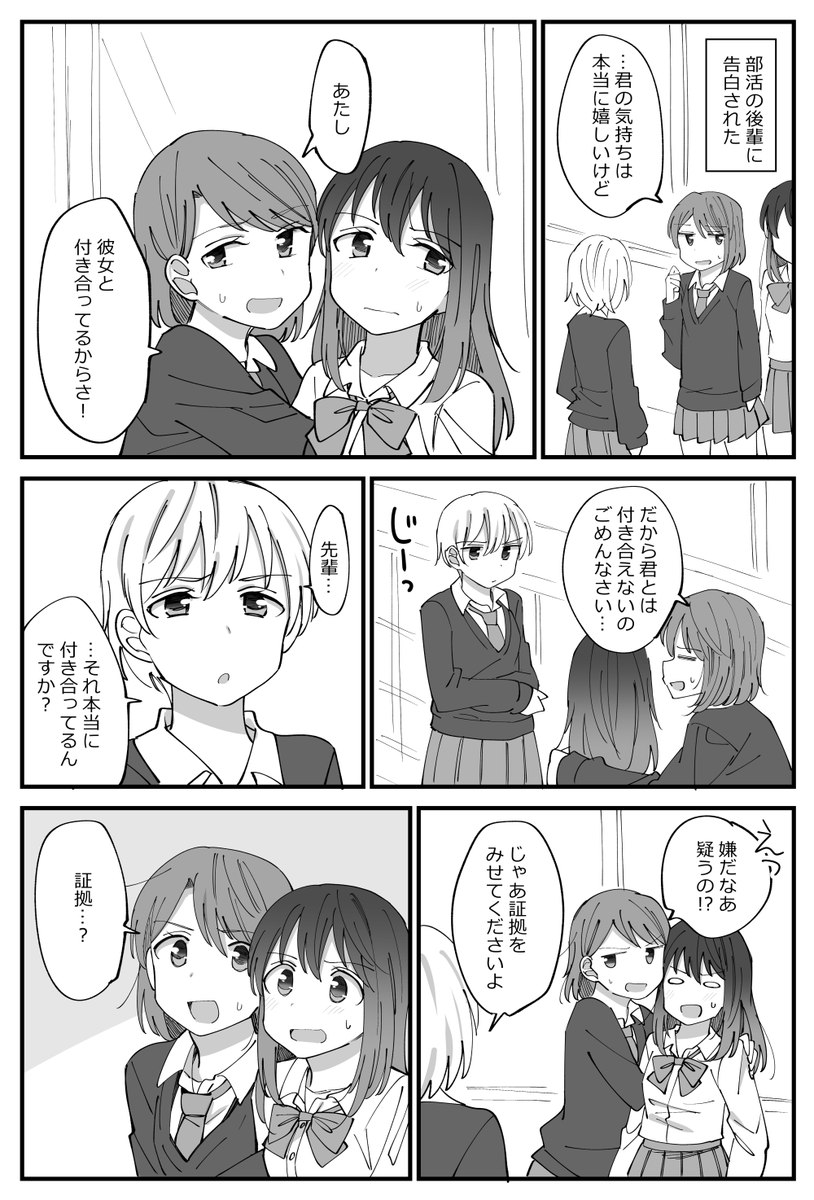 部活の後輩に
告白された
…君の気持ちは
本当に嬉しいけど
あたし
彼女と
付き合ってるからさ！
だから君とは
付き合えないの
ごめんなさい…
じーっ
先輩…
…それ本当に
付き合ってるん
ですか？
えっ
嫌だなあ
疑うの!?
じゃあ証拠を
みせてくださいよ
証拠…？